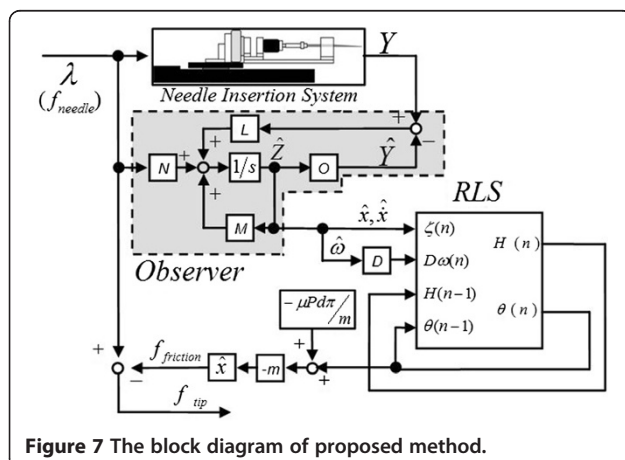 λ
(f_needle)
Y
Needle Insertion System
+
−
L
+
Ẑ
Ŷ
N
+
1/s
O
+
M
RLS
Observer
x̂, x̂̇
ζ(n)
H (n)
ω̂
D
Dω(n)
H(n−1)
θ (n)
− μPdπ/m
θ(n−1)
+
+
f_friction
x̂
-m
+
−
f_tip
Figure 7 The block diagram of proposed method.